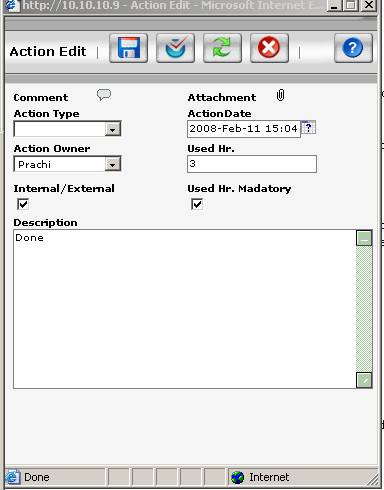 http://10.10.10.9 - Action Edit - Microsoft Internet E...
Action Edit
?
Comment
Attachment
Action Type
ActionDate
2008-Feb-11 15:04
?
Action Owner
Used Hr.
Prachi
3
Internal/External
Used Hr. Madatory
Description
Done
Done
Internet